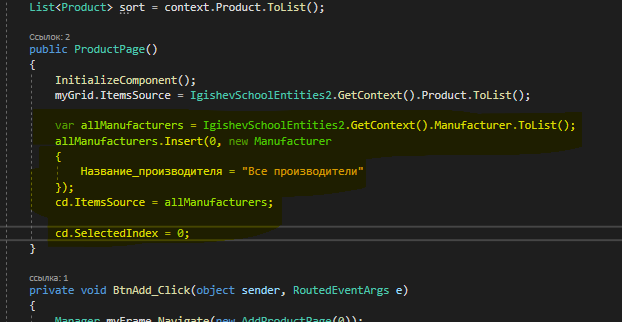 List<Product> sort = context.Product.ToList();
Ссылок: 2
public ProductPage()
{
InitializeComponent();
myGrid.ItemsSource = IgishevSchoolEntities2.GetContext().Product.ToList();
var allManufacturers = IgishevSchoolEntities2.GetContext().Manufacturer.ToList();
allManufacturers.Insert(0, new Manufacturer
{
Название_производителя = "Все производители"
});
cd.ItemsSource = allManufacturers;
cd.SelectedIndex = 0;
}
ссылка: 1
private void BtnAdd_Click(object sender, RoutedEventArgs e)
{
Manager.myFrame.Navigate(new AddProductPage(0));